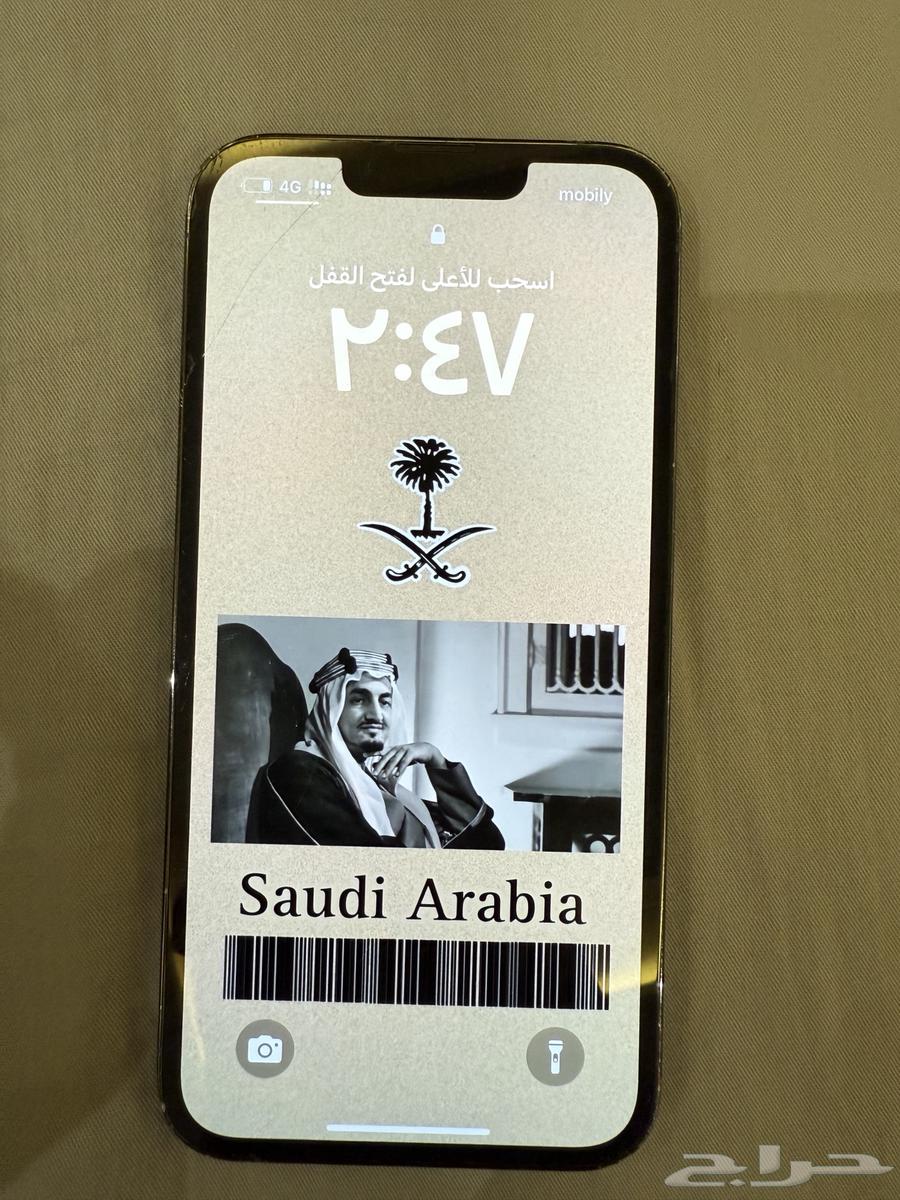 4G
mobily
اسحب للأعلى لفتح القفل
٢:٤٧
Saudi Arabia
حراج